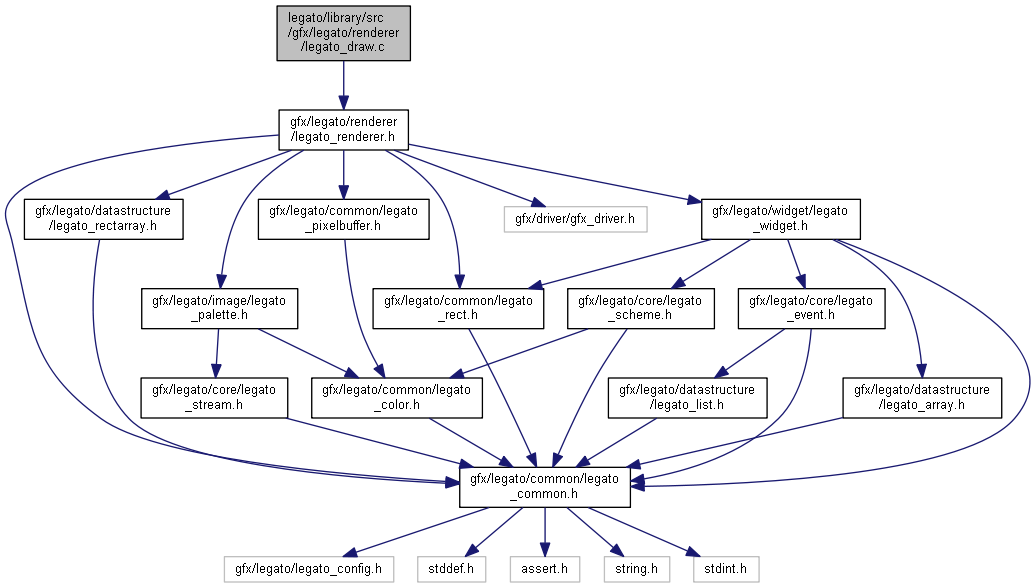 legato/library/src
/gfx/legato/renderer
/legato_draw.c
gfx/legato/renderer
/legato_renderer.h
gfx/legato/datastructure
/legato_rectarray.h
gfx/legato/common/legato
_pixelbuffer.h
gfx/driver/gfx_driver.h
gfx/legato/widget/legato
_widget.h
gfx/legato/image/legato
_palette.h
gfx/legato/common/legato
_rect.h
gfx/legato/core/legato
_scheme.h
gfx/legato/core/legato
_event.h
gfx/legato/core/legato
_stream.h
gfx/legato/common/legato
_color.h
gfx/legato/datastructure
/legato_list.h
gfx/legato/datastructure
/legato_array.h
gfx/legato/common/legato
_common.h
gfx/legato/legato_config.h
stddef.h
assert.h
string.h
stdint.h